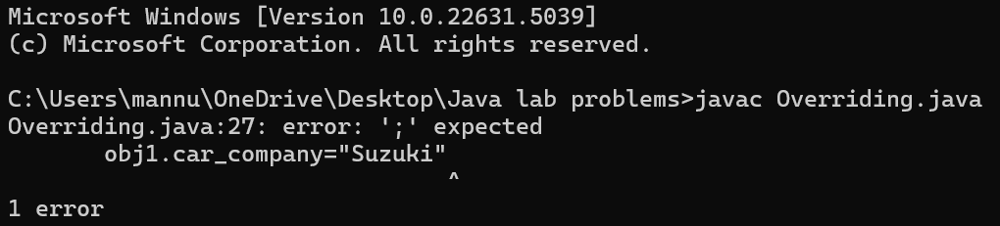 Microsoft Windows [Version 10.0.22631.5039]
(c) Microsoft Corporation. All rights reserved.
C:\Users\mannu\OneDrive\Desktop\Java lab problems>javac Overriding.java
Overriding.java:27: error: ';' expected
obj1.car_company="Suzuki"
^
1 error